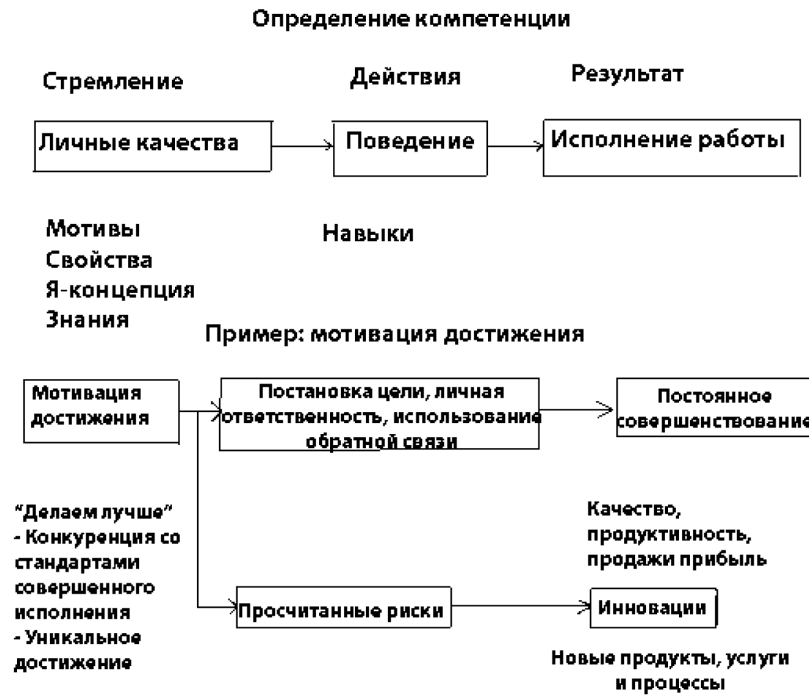 Определение компетенции
Стремление
Действия
Результат
Личные качества
Поведение
Исполнение работы
Мотивы
Свойства
Я-концепция
Знания
Навыки
Пример: мотивация достижения
Мотивация
достижения
Постановка цели, личная
ответственность, использование
обратной связи
Постоянное
совершенствование
"Делаем лучше"
- Конкуренция со
стандартами
совершенного
исполнения
- Уникальное
достижение
Качество,
продуктивность,
продажи прибыль
Просчитанные риски
Инновации
Новые продукты, услуги
и процессы